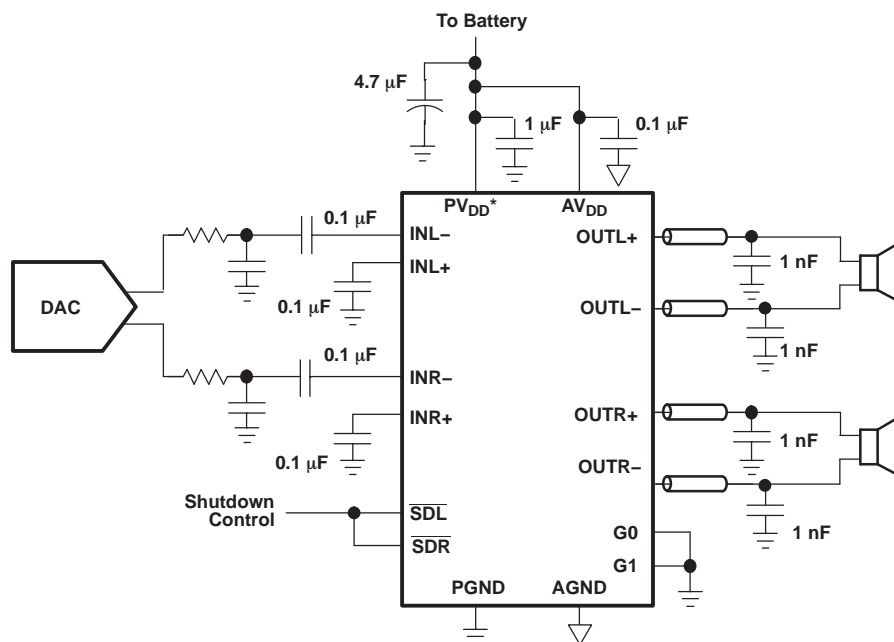 To Battery
4.7 μF
1 μF
0.1 μF
PVDD*
AVDD
0.1 μF
INL–
INL+
0.1 μF
DAC
0.1 μF
INR–
INR+
0.1 μF
Shutdown
Control
SDL
SDR
PGND
AGND
OUTL+
1 nF
OUTL–
1 nF
OUTR+
1 nF
OUTR–
1 nF
G0
G1